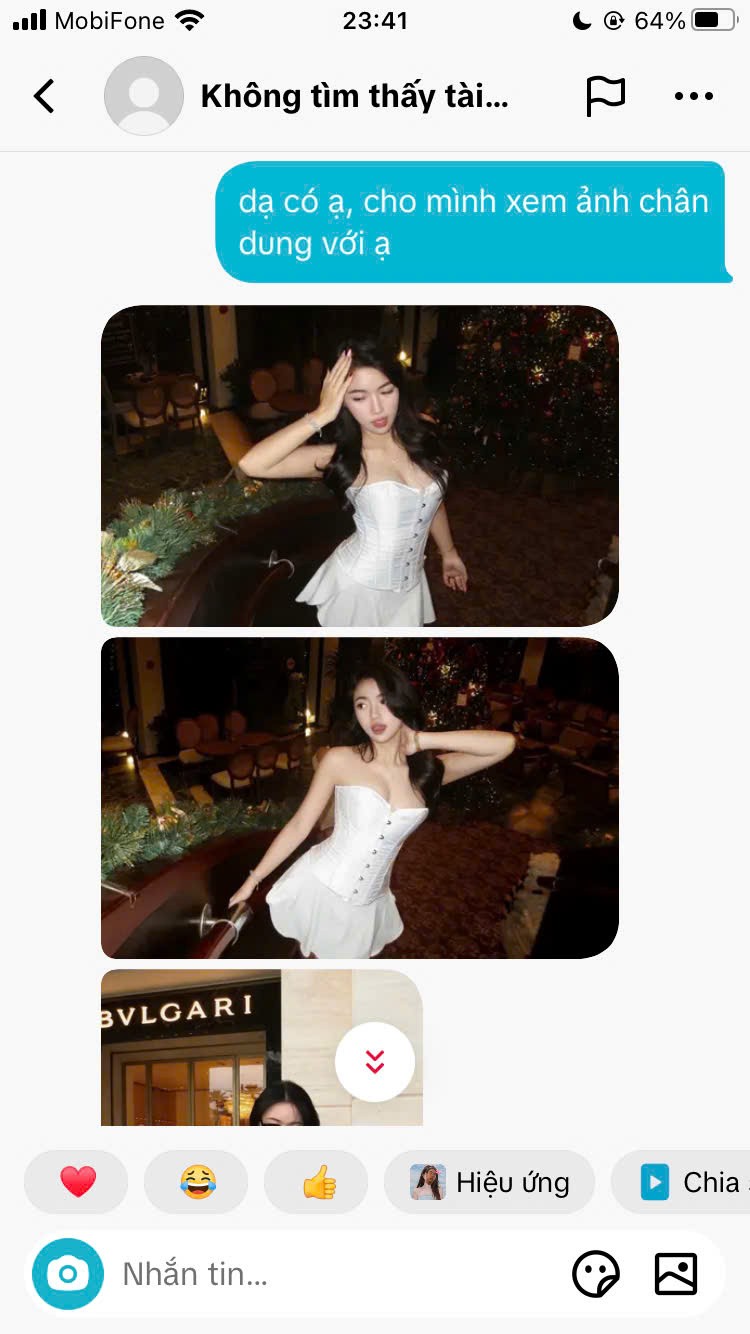 MobiFone 23:41 64%
Không tìm thấy tài...
dạ có ạ, cho mình xem ảnh chân
dung với ạ
BVLGARI
Hiệu ứng Chia
Nhắn tin...